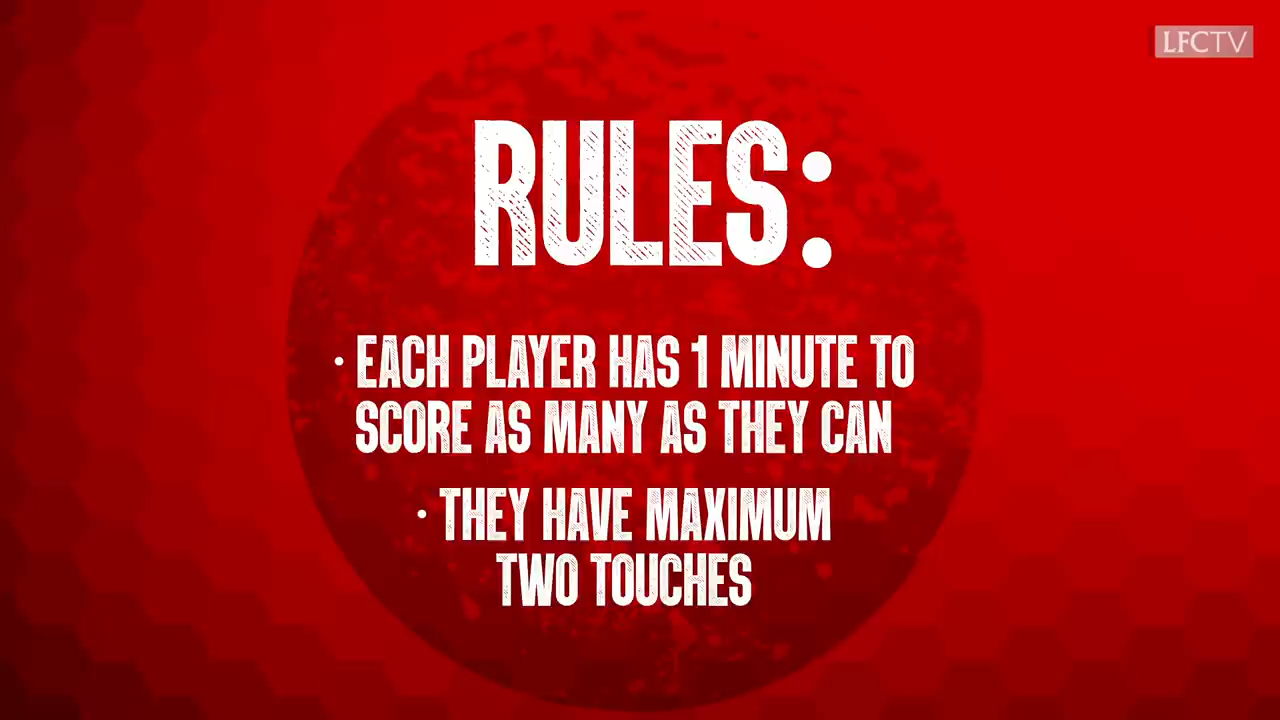 LFCTV
RULES:
· EACH PLAYER HAS 1 MINUTE TO
SCORE AS MANY AS THEY CAN
· THEY HAVE MAXIMUM
TWO TOUCHES